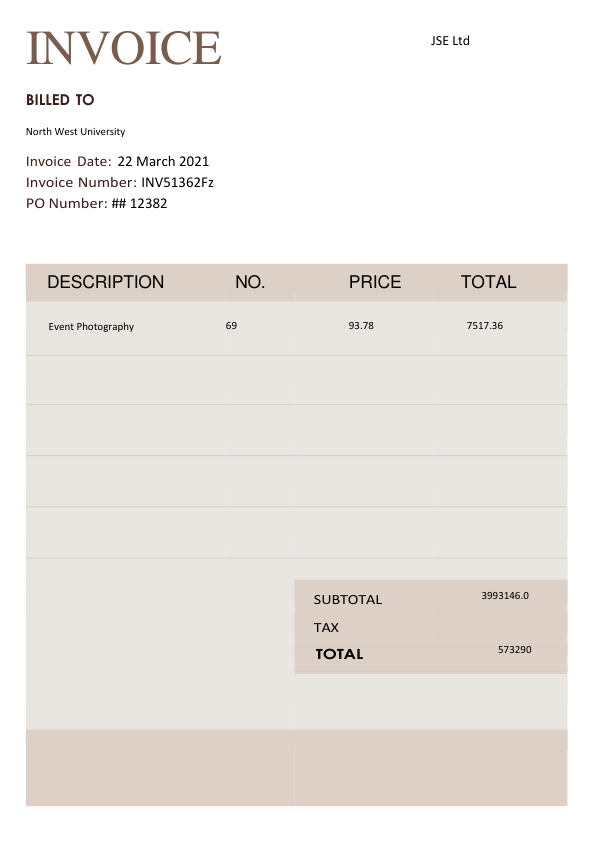 INVOICE
JSE Ltd
BILLED TO
North West University
Invoice Date: 22 March 2021
Invoice Number: INV51362Fz
PO Number: ## 12382
DESCRIPTION NO. PRICE TOTAL
Event Photography 69 93.78 7517.36
SUBTOTAL 3993146.0
TAX
TOTAL 573290